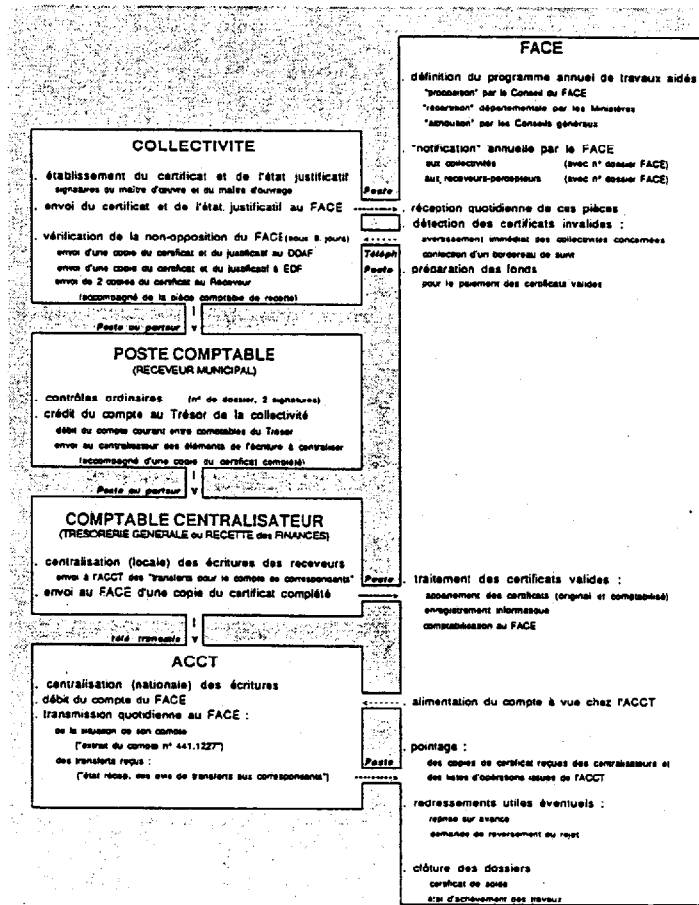 FACE
. définition du programme annuel de travaux aidés
"proposition" par le Conseil du FACE
"répartition" départementale par les Ministères
"attribution" par les Conseils généraux
. "notification" annuelle par le FACE
aux collectivités (avec n° dossier FACE)
aux receveurs-percepteurs (avec n° dossier FACE)
COLLECTIVITE
. établissement du certificat et de l'état justificatif
signatures du maître d'œuvre et du maître d'ouvrage
. envoi du certificat et de l'état justificatif au FACE
Poste
. réception quotidienne de ces pièces
. détection des certificats invalides :
avertissement immédiat des collectivités concernées
confection d'un bordereau de suivi
. préparation des fonds
pour le paiement des certificats valides
. vérification de la non-opposition du FACE (sous 8 jours)
envoi d'une copie du certificat et du justificatif au DDAF
envoi d'une copie du certificat et du justificatif à EDF
envoi de 2 copies du certificat au Receveur
(accompagné de la pièce comptable de recette)
Téléph
Poste
Poste ou porteur
POSTE COMPTABLE
(RECEVEUR MUNICIPAL)
. contrôles ordinaires (n° de dossier, 2 signatures)
. crédit du compte au Trésor de la collectivité
débit du compte courant entre comptables du Trésor
envoi au centralisateur des éléments de l'écriture à centraliser
(accompagné d'une copie du certificat complété)
Poste ou porteur
COMPTABLE CENTRALISATEUR
(TRESORERIE GENERALE ou RECETTE des FINANCES)
. centralisation (locale) des écritures des receveurs
envoi à l'ACCT des "transferts pour le compte de correspondants"
. envoi au FACE d'une copie du certificat complété
Poste
. traitement des certificats valides :
appariement des certificats (original et comptabilisé)
enregistrement informatique
comptabilisation au FACE
télé transmis
ACCT
. centralisation (nationale) des écritures
. débit du compte du FACE
. transmission quotidienne au FACE :
de la situation de son compte
("extrait du compte n° 441.1227")
des transferts reçus :
("état récap. des avis de transferts aux correspondants")
. alimentation du compte à vue chez l'ACCT
Poste
. pointage :
des copies de certificat reçues des centralisateurs et
des listes d'opérations issues de l'ACCT
. redressements utiles éventuels :
reprise sur avance
demande de reversement ou rejet
. clôture des dossiers
certificat de solde
état d'achèvement des travaux